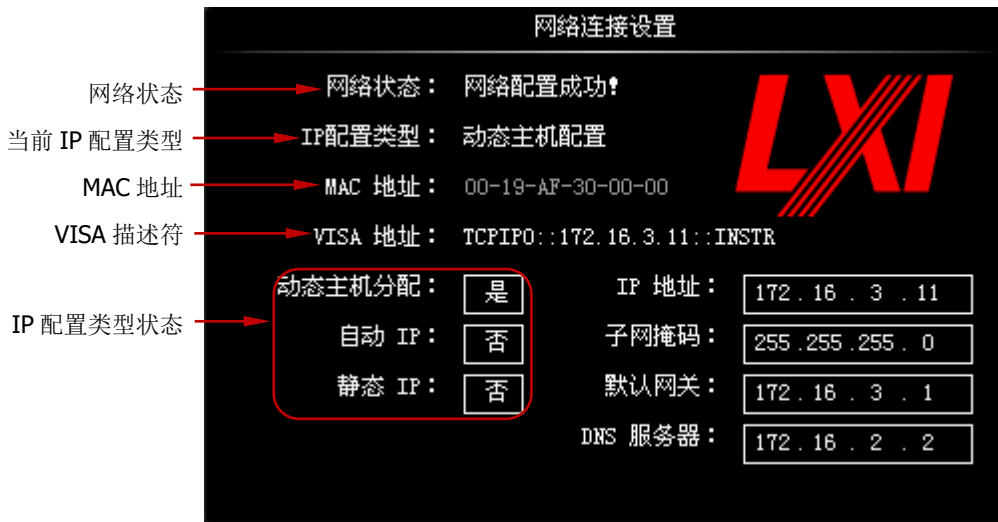 网络连接设置
网络状态
网络状态： 网络配置成功！
当前 IP 配置类型
IP配置类型： 动态主机配置
MAC 地址
MAC 地址： 00-19-AF-30-00-00
VISA 描述符
VISA 地址： TCPIP0::172.16.3.11::INSTR
LXI
IP 配置类型状态
动态主机分配： 是 IP 地址： 172 . 16 . 3 . 11
自动 IP： 否 子网掩码： 255 .255 .255 . 0
静态 IP： 否 默认网关： 172 . 16 . 3 . 1
DNS 服务器： 172 . 16 . 2 . 2